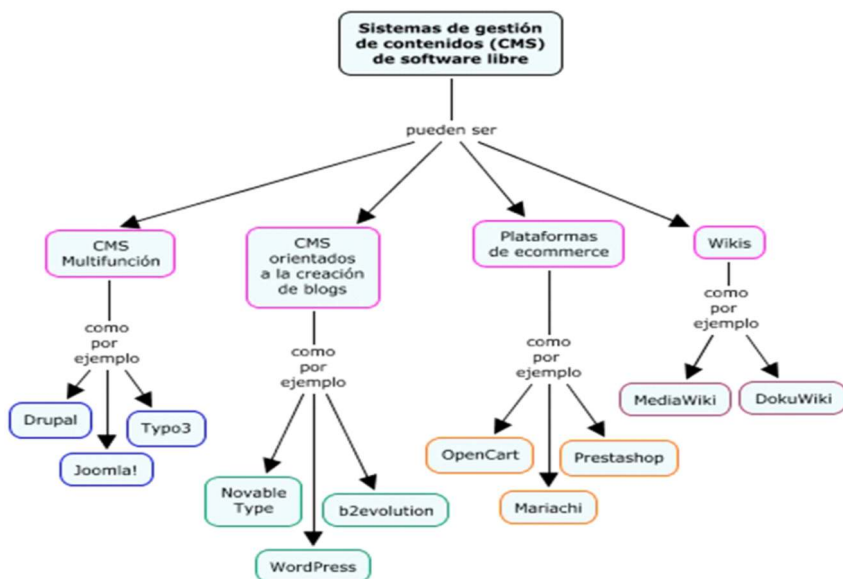 Sistemas de gestión
de contenidos (CMS)
de software libre
pueden ser
CMS
Multifunción
CMS
orientados
a la creación
de blogs
Plataformas
de ecommerce
Wikis
como
por
ejemplo
como
por
ejemplo
como
por
ejemplo
como
por
ejemplo
Drupal
Typo3
Joomla!
Novable
Type
b2evolution
WordPress
OpenCart
Prestashop
Mariachi
MediaWiki
DokuWiki